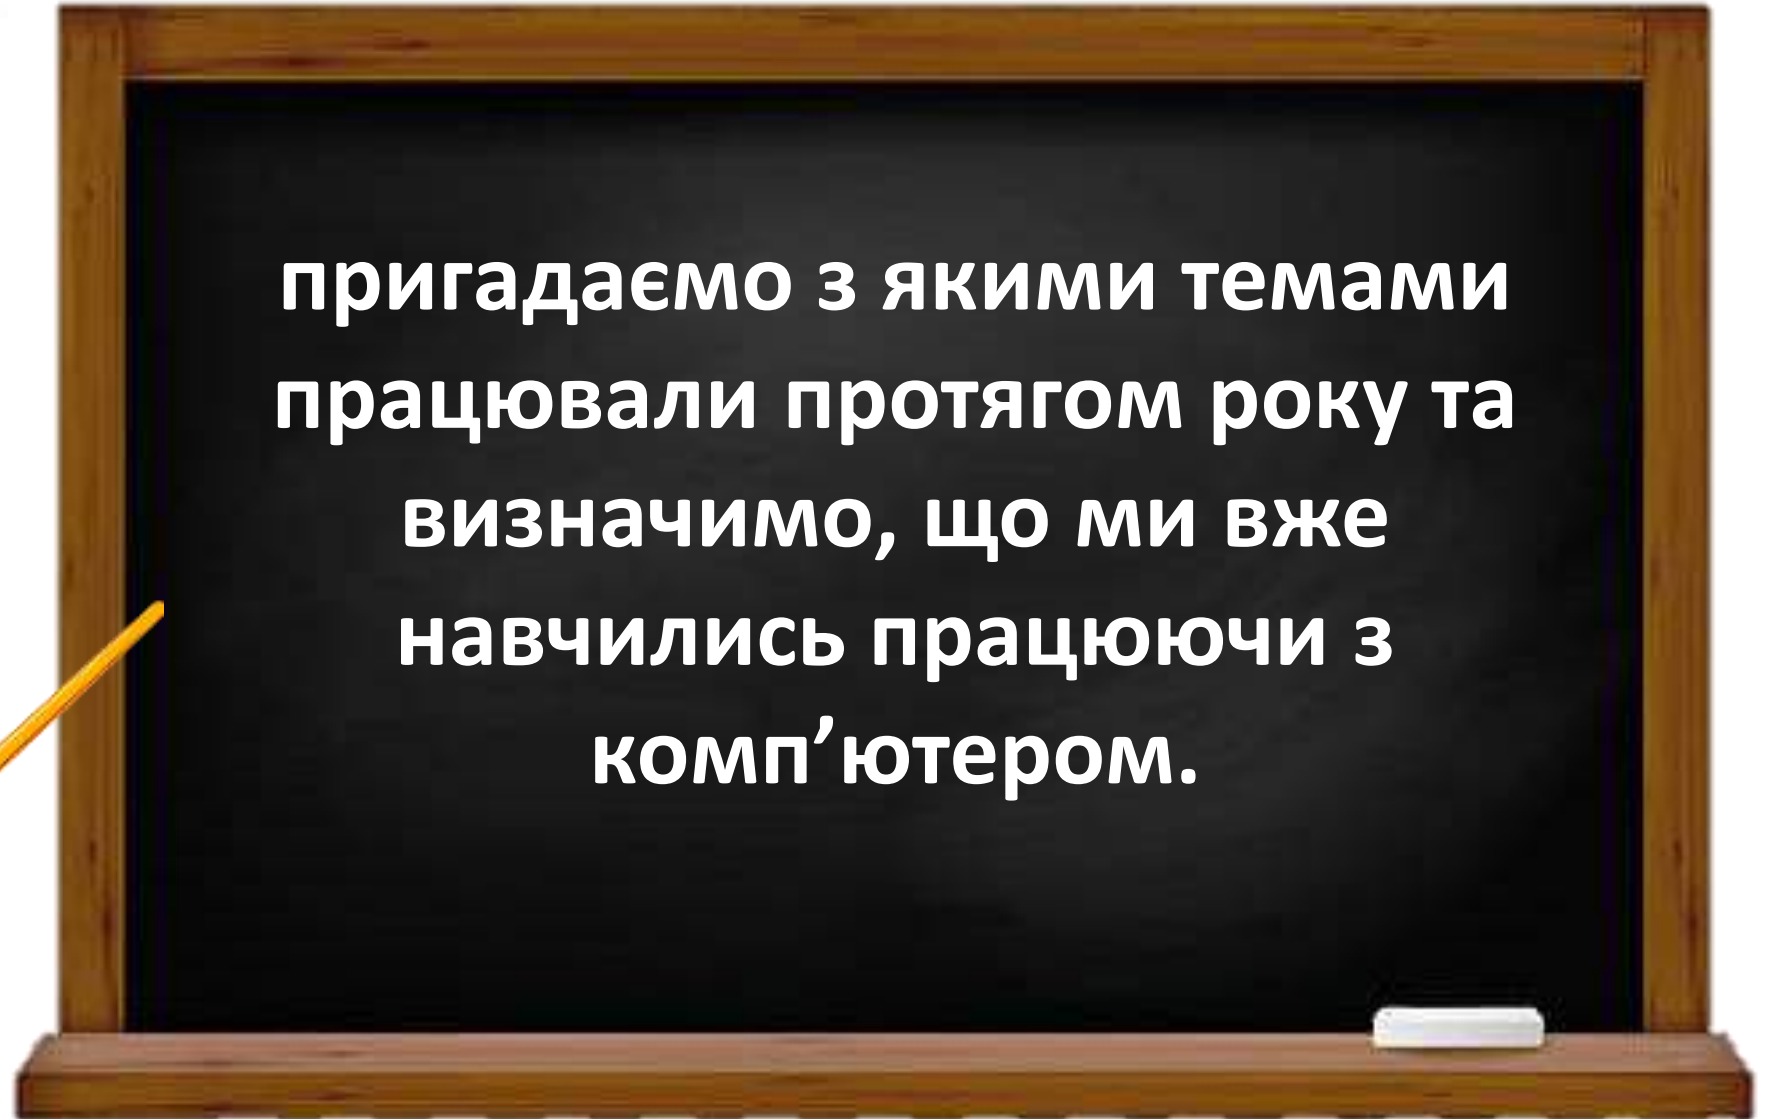 пригадаємо з якими темами
працювали протягом року та
визначимо, що ми вже
навчились працюючи з
комп’ютером.